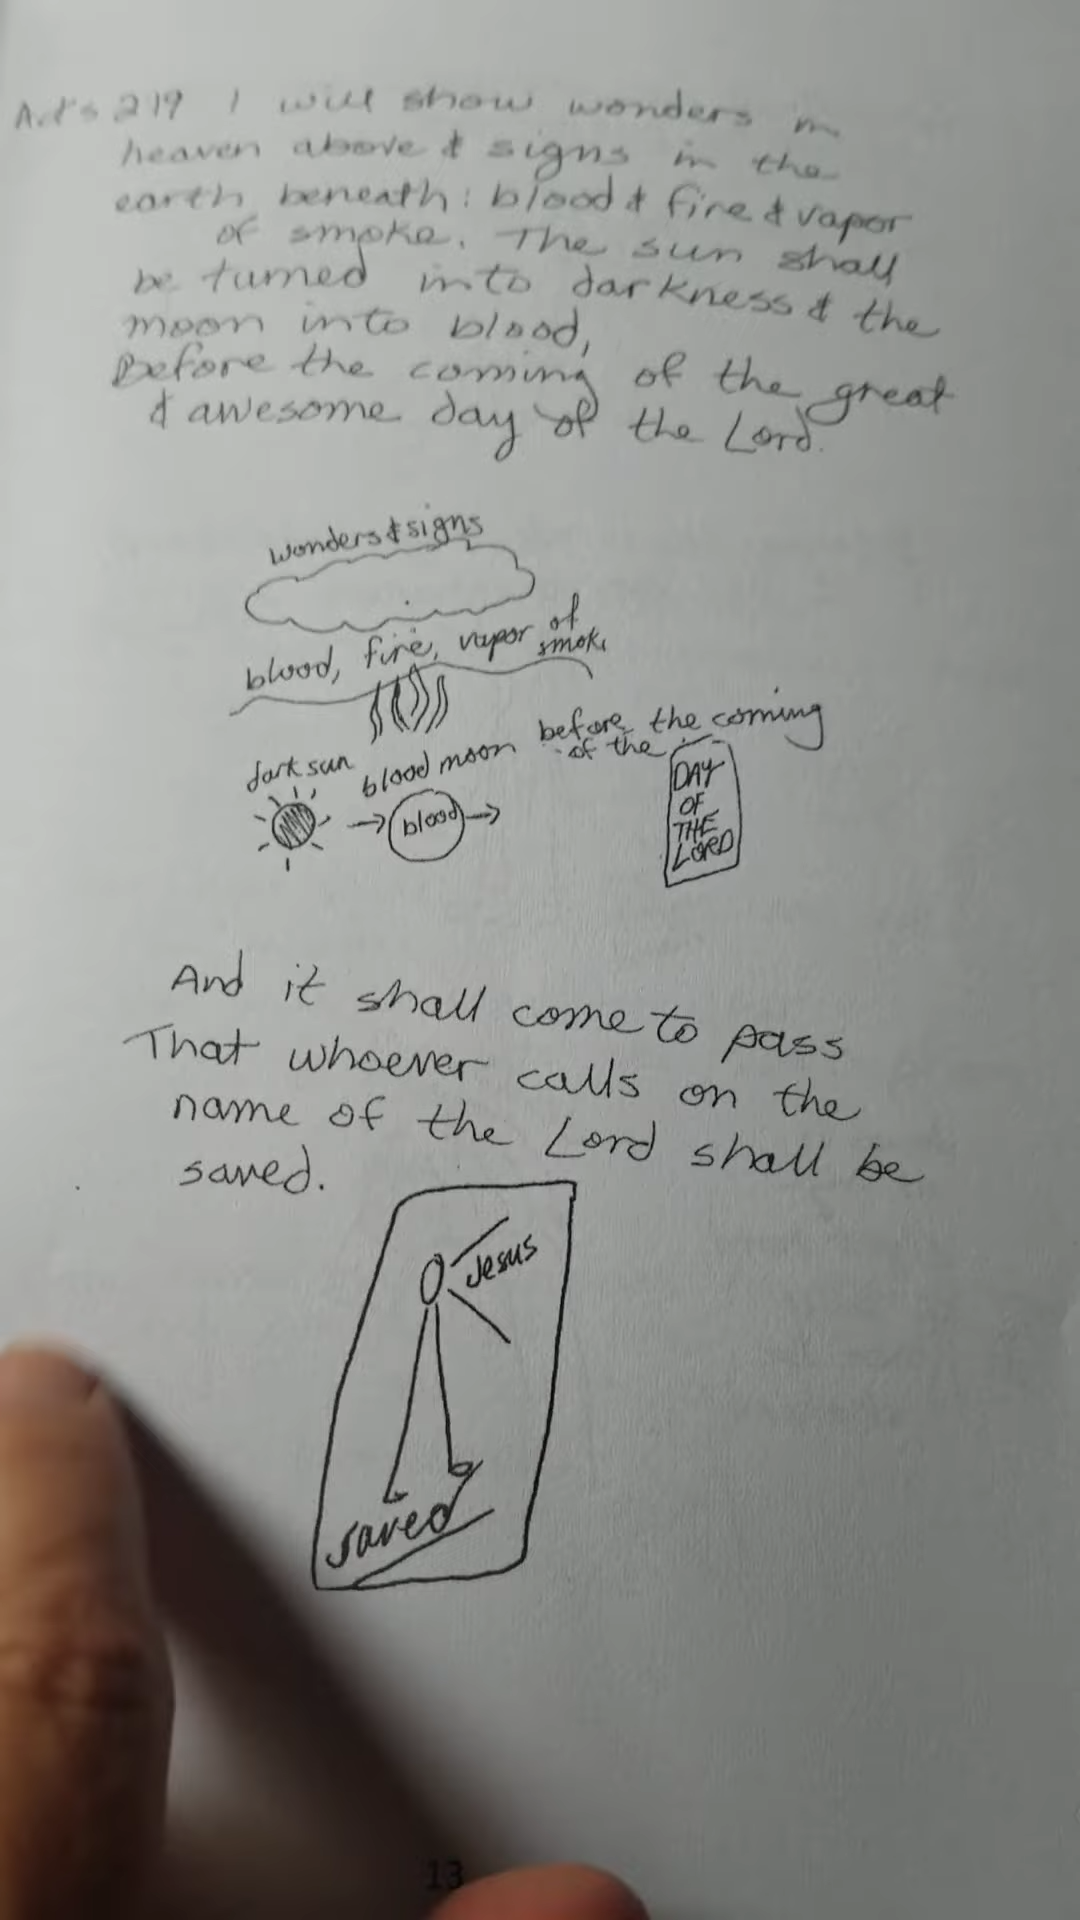 Act's 219 I will show wonders in
heaven above & signs in the
earth beneath: blood & fire & vapor
of smoke. The sun shall
be turned into darkness & the
moon into blood,
Before the coming of the great
& awesome day of the Lord.
wonders & signs
blood, fire, vapor of
smoke
dark sun blood moon before the coming
of the
blood
DAY
OF
THE
LORD
And it shall come to pass
That whoever calls on the
name of the Lord shall be
saved.
Jesus
saved
13